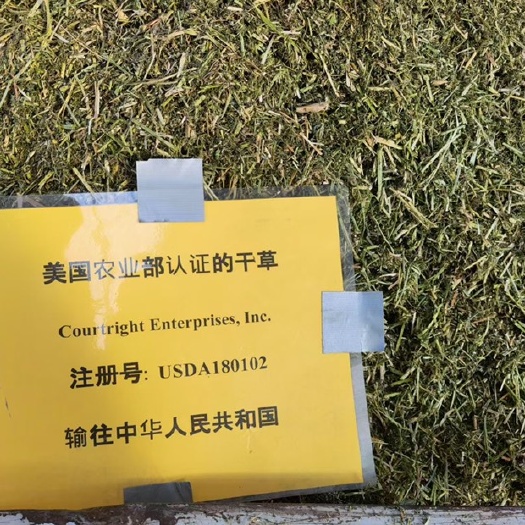 美国农业部认证的干草
Courtright Enterprises, Inc.
注册号: USDA180102
输往中华人民共和国